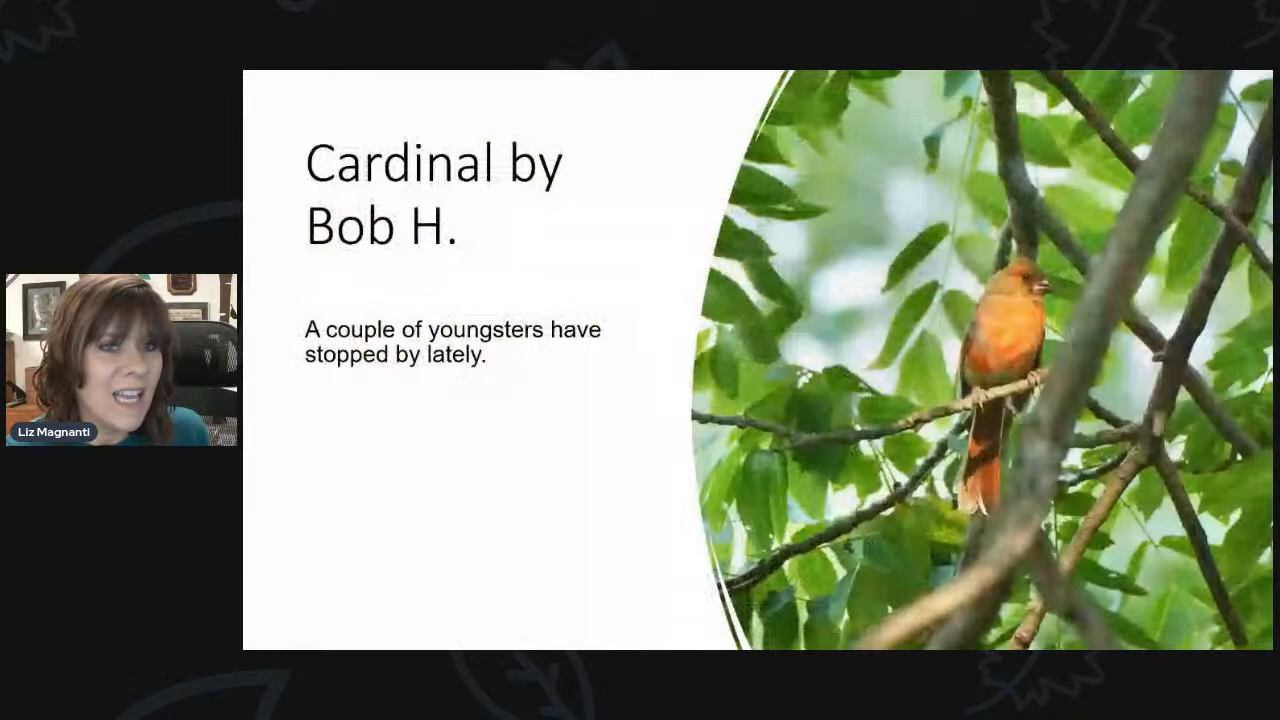 Cardinal by
Bob H.
A couple of youngsters have
stopped by lately.
Liz Magnanti